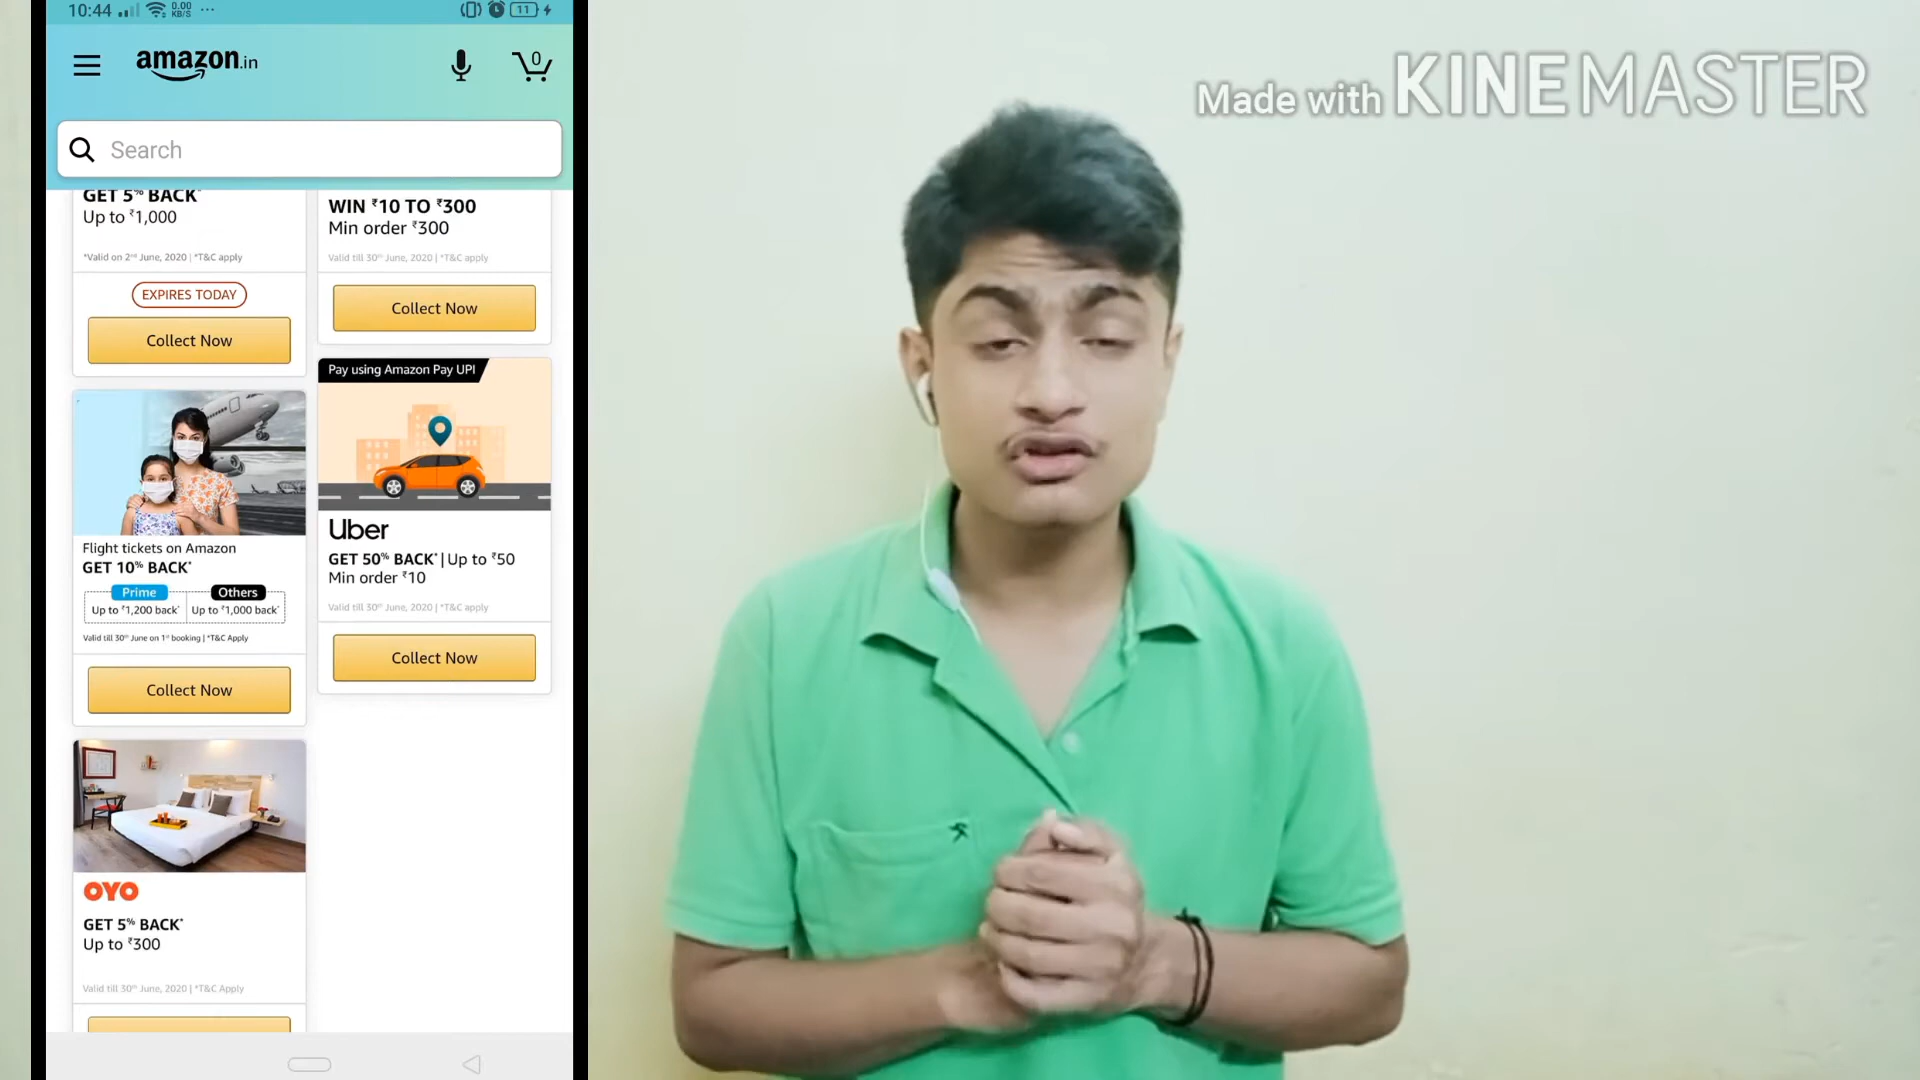 10:44
0.00
KB/S
11
amazon.in
0
Search
GET 5% BACK*
Up to ₹1,000
*Valid on 2nd June, 2020 | *T&C apply
EXPIRES TODAY
Collect Now
WIN ₹10 TO ₹300
Min order ₹300
Valid till 30th June, 2020 | *T&C apply
Collect Now
Flight tickets on Amazon
GET 10% BACK*
Prime
Others
Up to ₹1,200 back*
Up to ₹1,000 back*
Valid till 30th June on 1st booking | *T&C Apply
Collect Now
Pay using Amazon Pay UPI
Uber
GET 50% BACK* | Up to ₹50
Min order ₹10
Valid till 30th June, 2020 | *T&C apply
Collect Now
OYO
GET 5% BACK*
Up to ₹300
Valid till 30th June, 2020 | *T&C Apply
Made with KINEMASTER